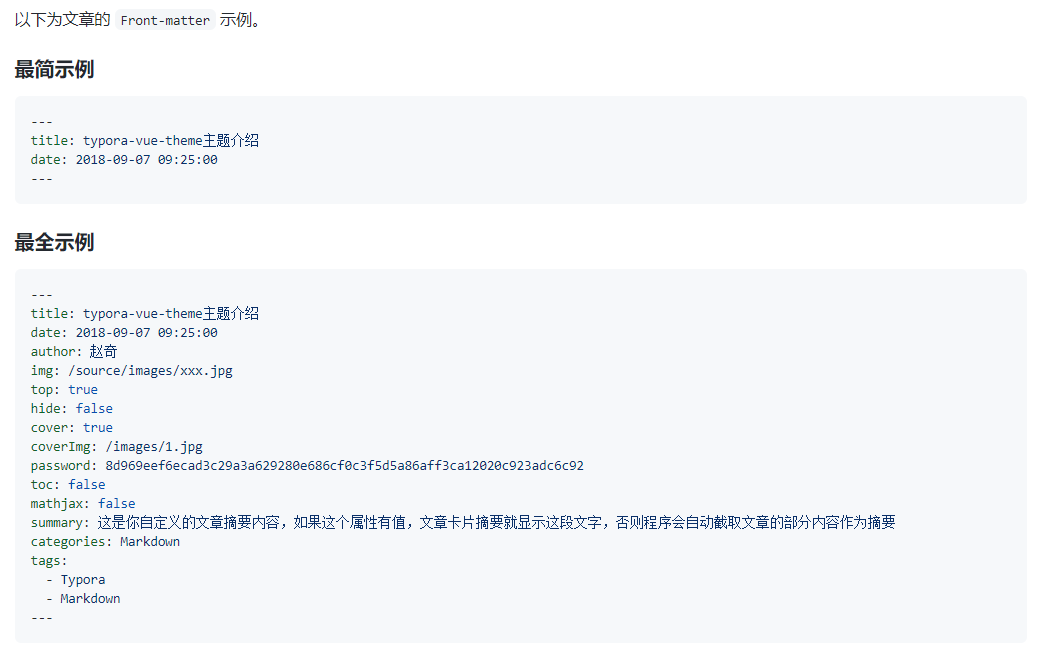 以下为文章的 Front-matter 示例。
最简示例
---
title: typora-vue-theme主题介绍
date: 2018-09-07 09:25:00
---
最全示例
---
title: typora-vue-theme主题介绍
date: 2018-09-07 09:25:00
author: 赵奇
img: /source/images/xxx.jpg
top: true
hide: false
cover: true
coverImg: /images/1.jpg
password: 8d969eef6ecad3c29a3a629280e686cf0c3f5d5a86aff3ca12020c923adc6c92
toc: false
mathjax: false
summary: 这是你自定义的文章摘要内容，如果这个属性有值，文章卡片摘要就显示这段文字，否则程序会自动截取文章的部分内容作为摘要
categories: Markdown
tags:
  - Typora
  - Markdown
---